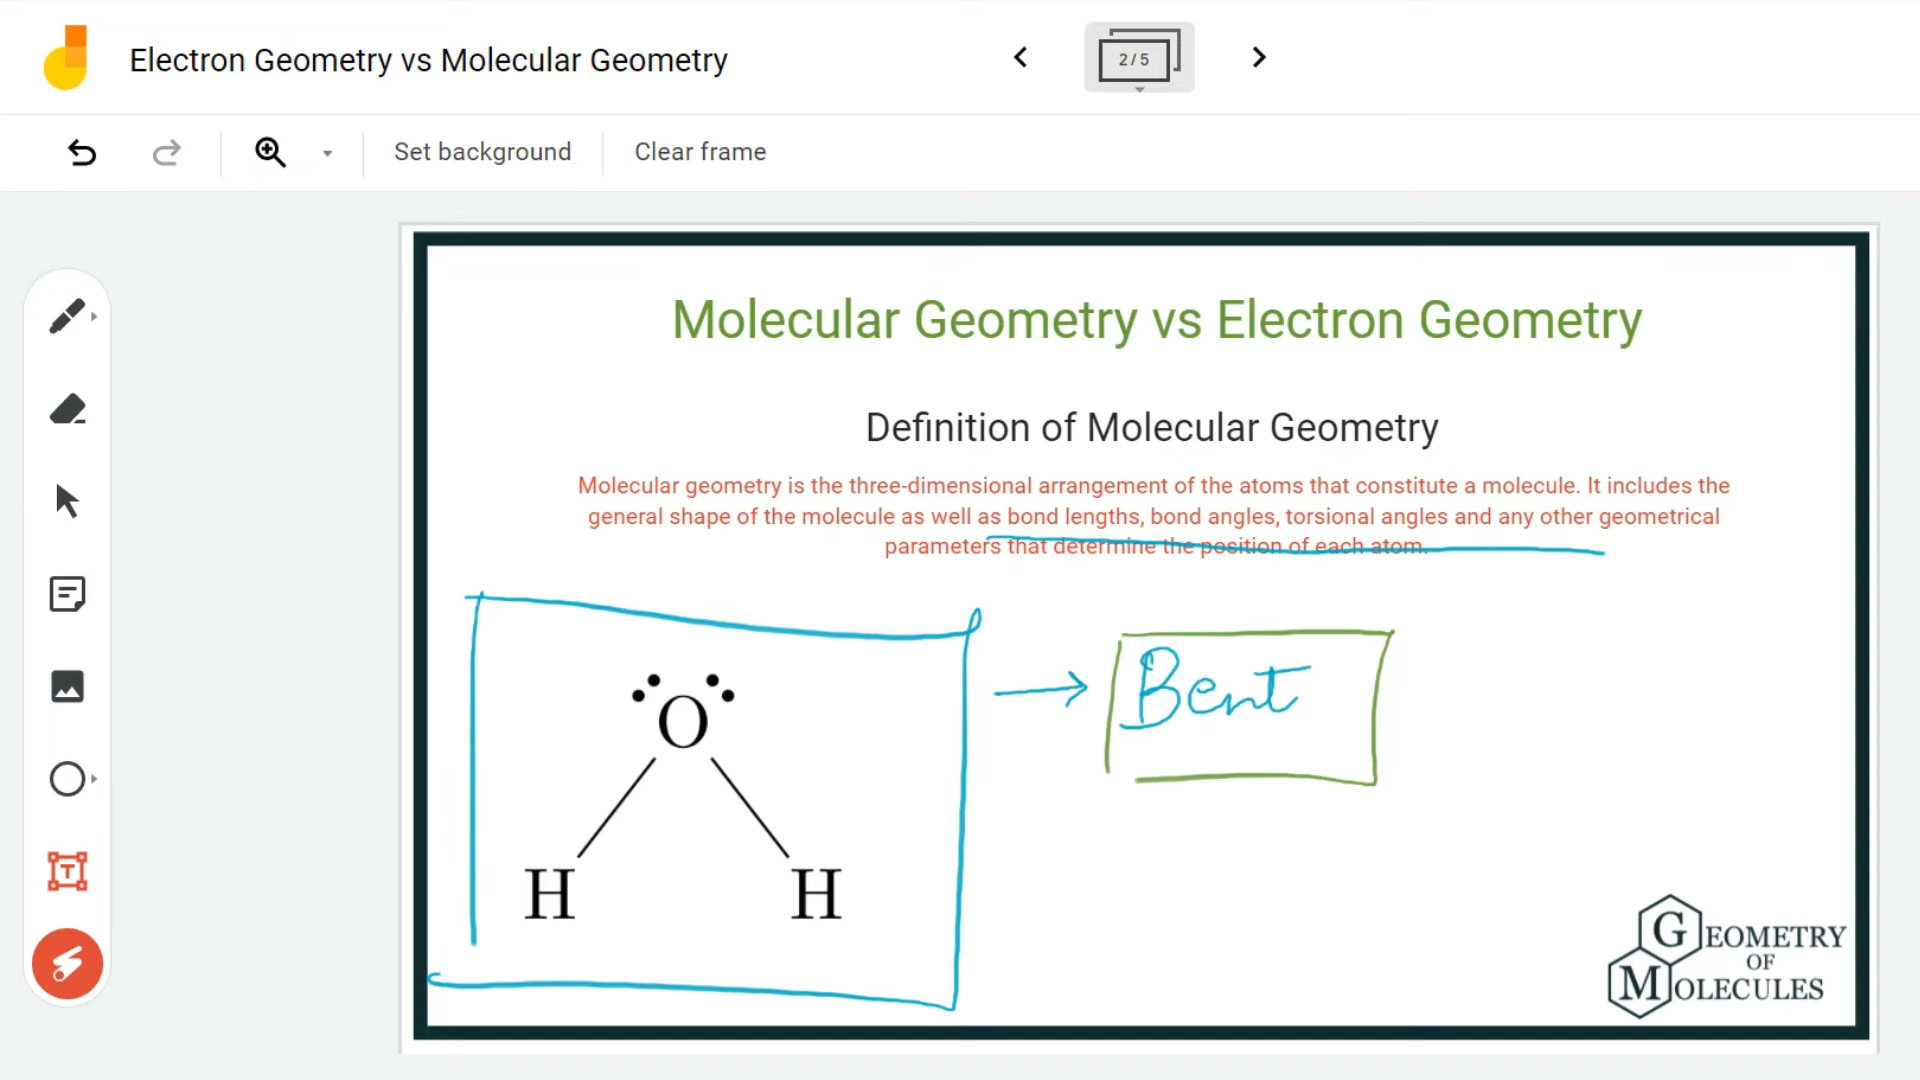 Electron Geometry vs Molecular Geometry
2 / 5
Set background
Clear frame
Molecular Geometry vs Electron Geometry
Definition of Molecular Geometry
Molecular geometry is the three-dimensional arrangement of the atoms that constitute a molecule. It includes the
general shape of the molecule as well as bond lengths, bond angles, torsional angles and any other geometrical
parameters that determine the position of each atom.
O
H H
Bent
T
GEOMETRY
OF
MOLECULES